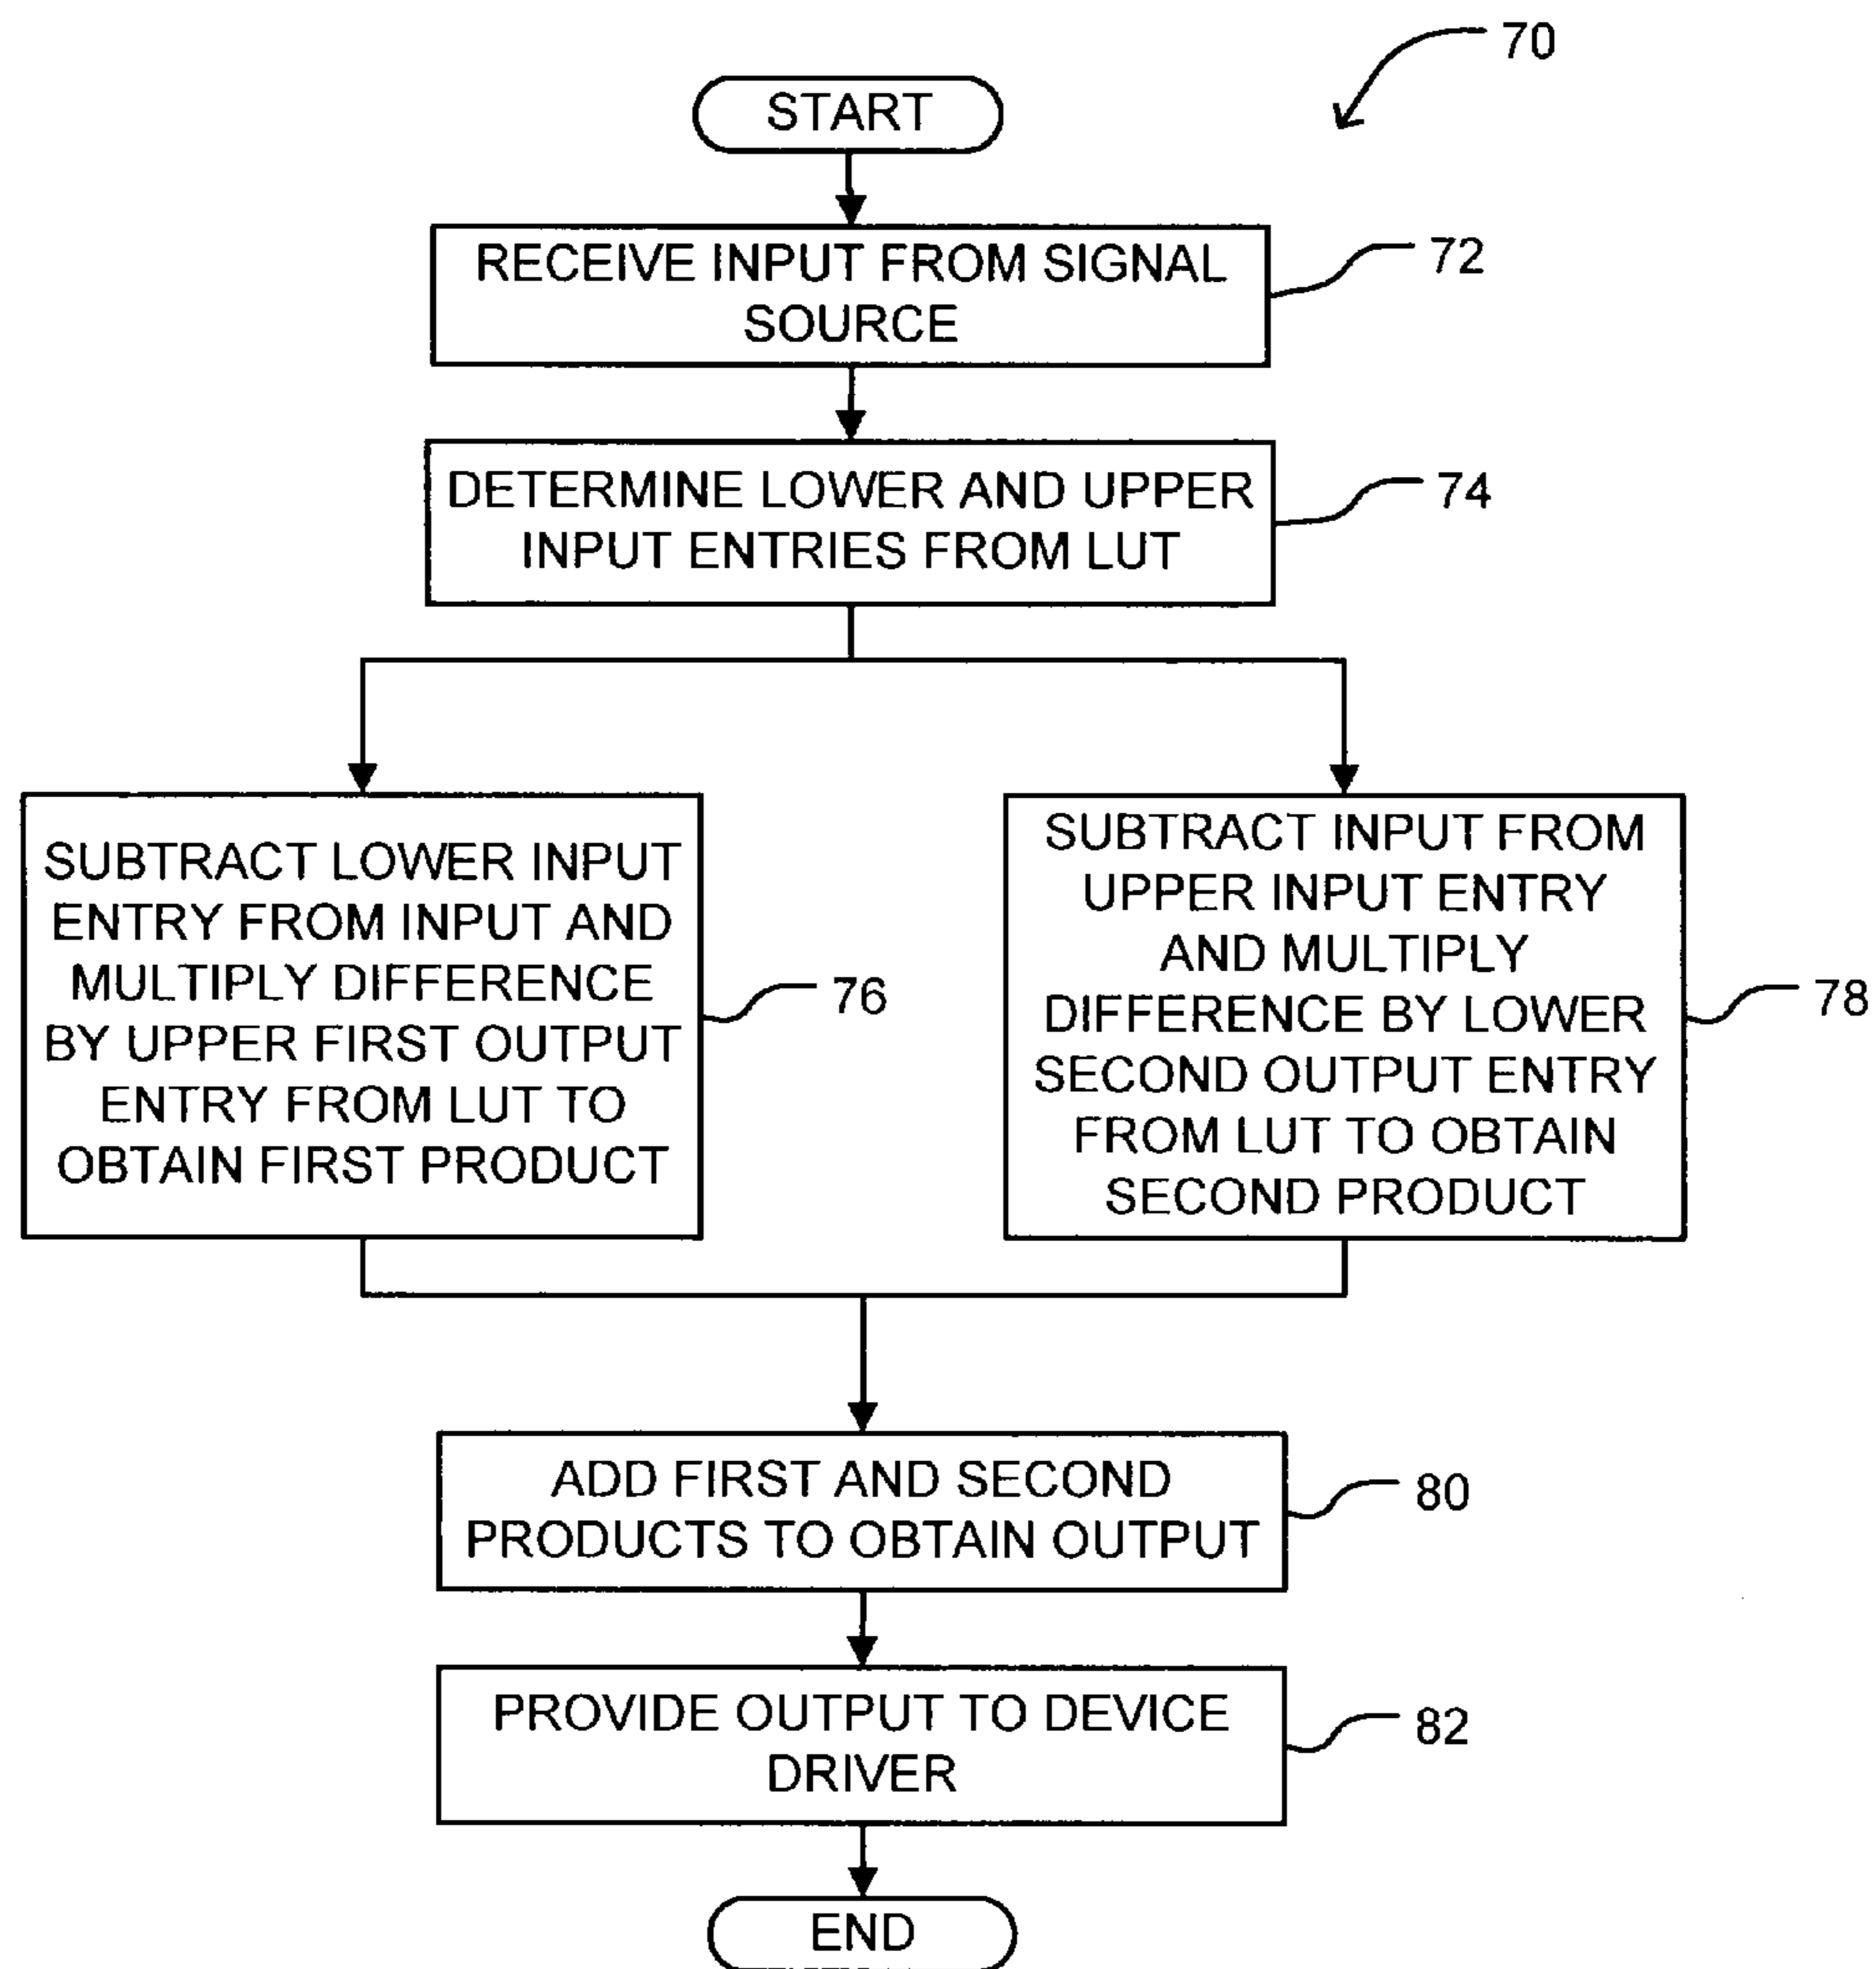 70
START
RECEIVE INPUT FROM SIGNAL
SOURCE
72
DETERMINE LOWER AND UPPER
INPUT ENTRIES FROM LUT
74
SUBTRACT LOWER INPUT
ENTRY FROM INPUT AND
MULTIPLY DIFFERENCE
BY UPPER FIRST OUTPUT
ENTRY FROM LUT TO
OBTAIN FIRST PRODUCT
76
SUBTRACT INPUT FROM
UPPER INPUT ENTRY
AND MULTIPLY
DIFFERENCE BY LOWER
SECOND OUTPUT ENTRY
FROM LUT TO OBTAIN
SECOND PRODUCT
78
ADD FIRST AND SECOND
PRODUCTS TO OBTAIN OUTPUT
80
PROVIDE OUTPUT TO DEVICE
DRIVER
82
END